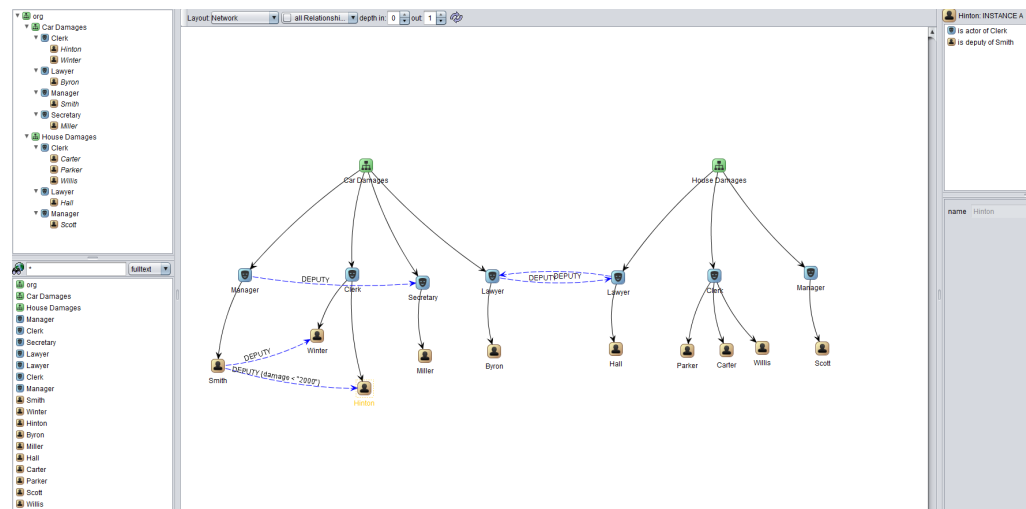 org
Car Damages
Clerk
Hinton
Winter
Lawyer
Byron
Manager
Smith
Secretary
Miller
House Damages
Clerk
Carter
Parker
Willis
Lawyer
Hall
Manager
Scott
* fulltext
org
Car Damages
House Damages
Manager
Clerk
Secretary
Lawyer
Lawyer
Clerk
Manager
Smith
Winter
Hinton
Byron
Miller
Hall
Carter
Parker
Scott
Willis
Layout: Network all Relationshi... depth in: 0 out: 1
Car Damages House Damages
DEPUTY
DEPUTY DEPUTY
Manager Clerk Secretary Lawyer Lawyer Clerk Manager
DEPUTY
Winter
Smith Miller Byron Hall Parker Carter Willis Scott
DEPUTY (damage < "2000")
Hinton
Hinton: INSTANCE A
is actor of Clerk
is deputy of Smith
name Hinton